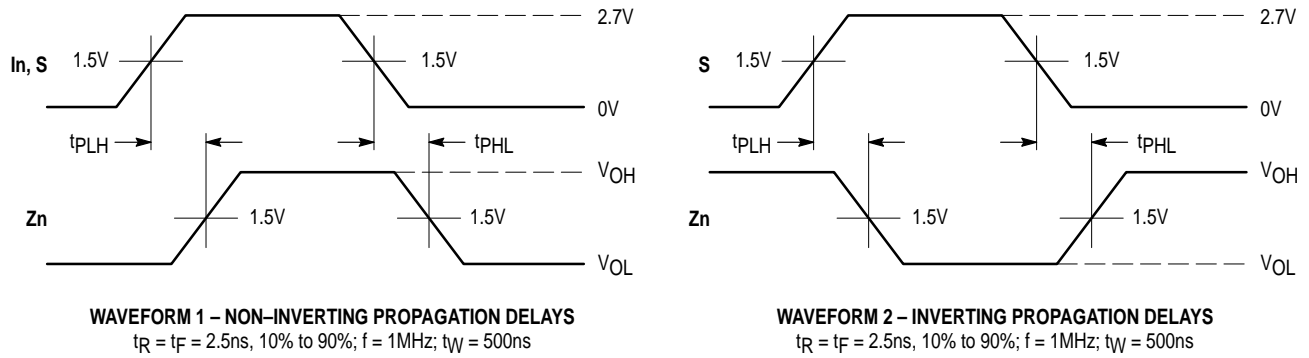 2.7V
1.5V
In, S
1.5V
0V
tPLH
tPHL
VOH
Zn
1.5V
1.5V
VOL
WAVEFORM 1 – NON–INVERTING PROPAGATION DELAYS
tR = tF = 2.5ns, 10% to 90%; f = 1MHz; tW = 500ns
2.7V
1.5V
S
1.5V
0V
tPLH
tPHL
VOH
Zn
1.5V
1.5V
VOL
WAVEFORM 2 – INVERTING PROPAGATION DELAYS
tR = tF = 2.5ns, 10% to 90%; f = 1MHz; tW = 500ns